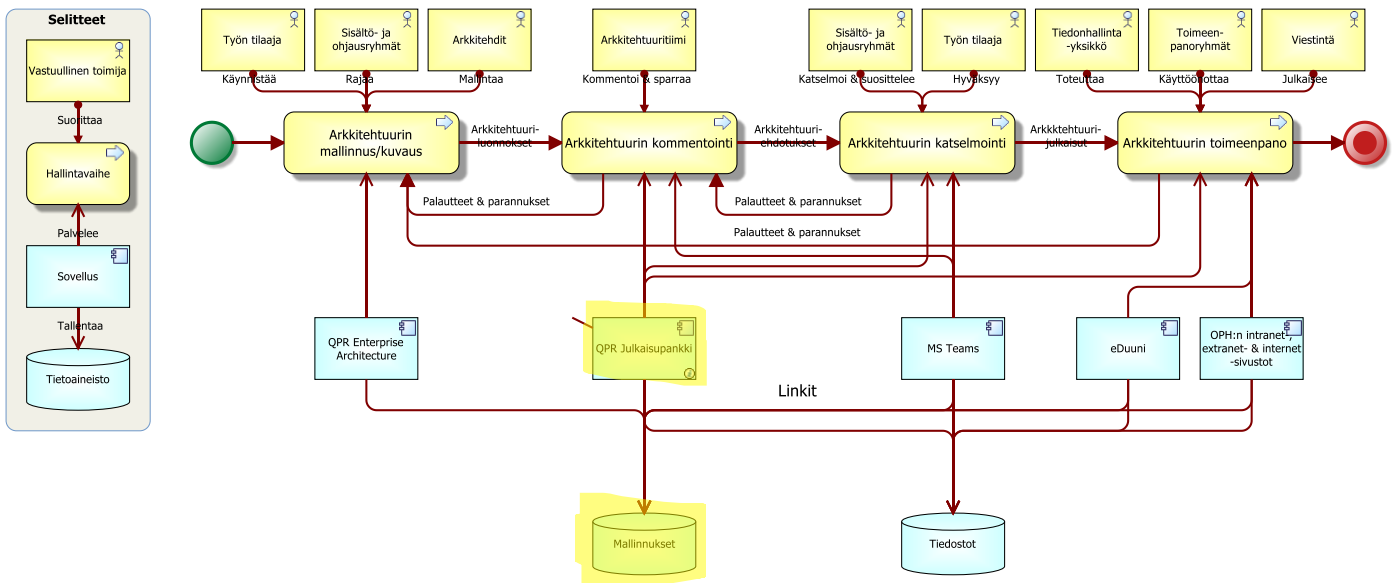 Selitteet
Vastuullinen toimija
Suorittaa
Hallintavaihe
Palvelee
Sovellus
Tallentaa
Tietoaineisto
Työn tilaaja
Sisältö- ja
ohjausryhmät
Arkkitehdit
Arkkitehtuuritiimi
Sisältö- ja
ohjausryhmät
Työn tilaaja
Tiedonhallinta
-yksikkö
Toimeen-
panoryhmät
Viestintä
Käynnistää
Rajaa
Mallintaa
Kommentoi & sparraa
Katselmoi & suosittelee
Hyväksyy
Toteuttaa
Käyttöönottaa
Julkaisee
Arkkitehtuurin
mallinnus/kuvaus
Arkkitehtuuri-
luonnokset
Arkkitehtuurin kommentointi
Arkkitehtuuri-
ehdotukset
Arkkitehtuurin katselmointi
Arkkktehtuuri-
julkaisut
Arkkitehtuurin toimeenpano
Palautteet & parannukset
Palautteet & parannukset
Palautteet & parannukset
QPR Enterprise
Architecture
QPR Julkaisupankki
MS Teams
eDuuni
OPH:n intranet-,
extranet- & internet
-sivustot
Linkit
Mallinnukset
Tiedostot